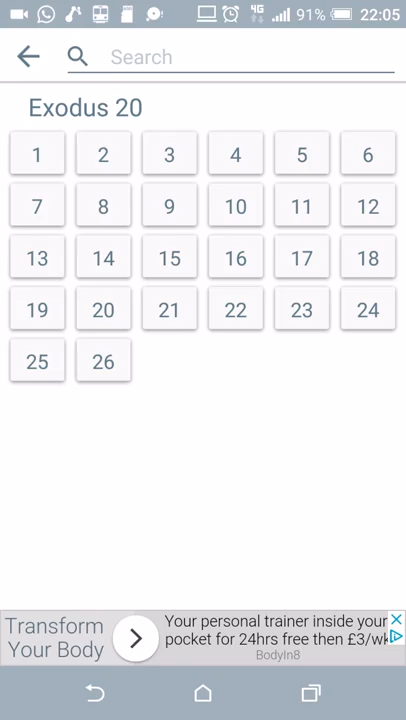 4G 91% 22:05
Search
Exodus 20
1 2 3 4 5 6
7 8 9 10 11 12
13 14 15 16 17 18
19 20 21 22 23 24
25 26
Transform
Your Body
Your personal trainer inside your
pocket for 24hrs free then £3/wk
BodyIn8